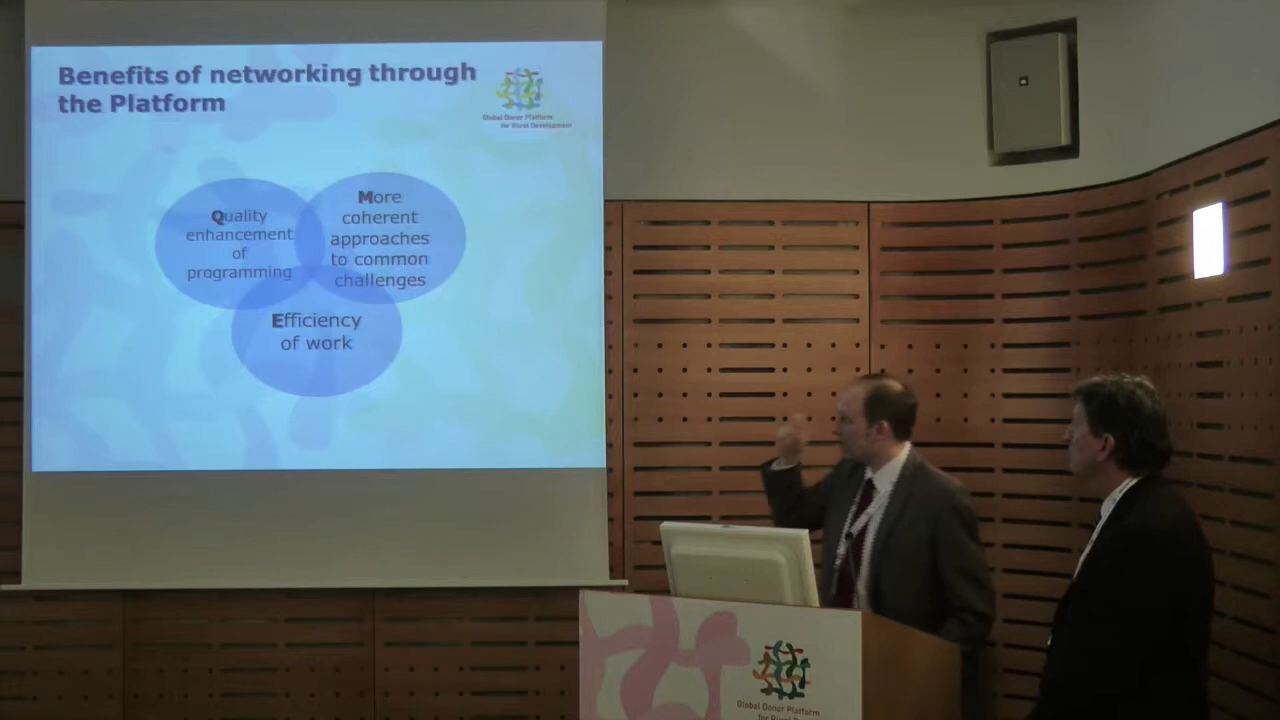 Benefits of networking through
the Platform
Global Donor Platform
for Rural Development
Quality
enhancement
of
programming
More
coherent
approaches
to common
challenges
Efficiency
of work
Global Donor Platform
for Rural